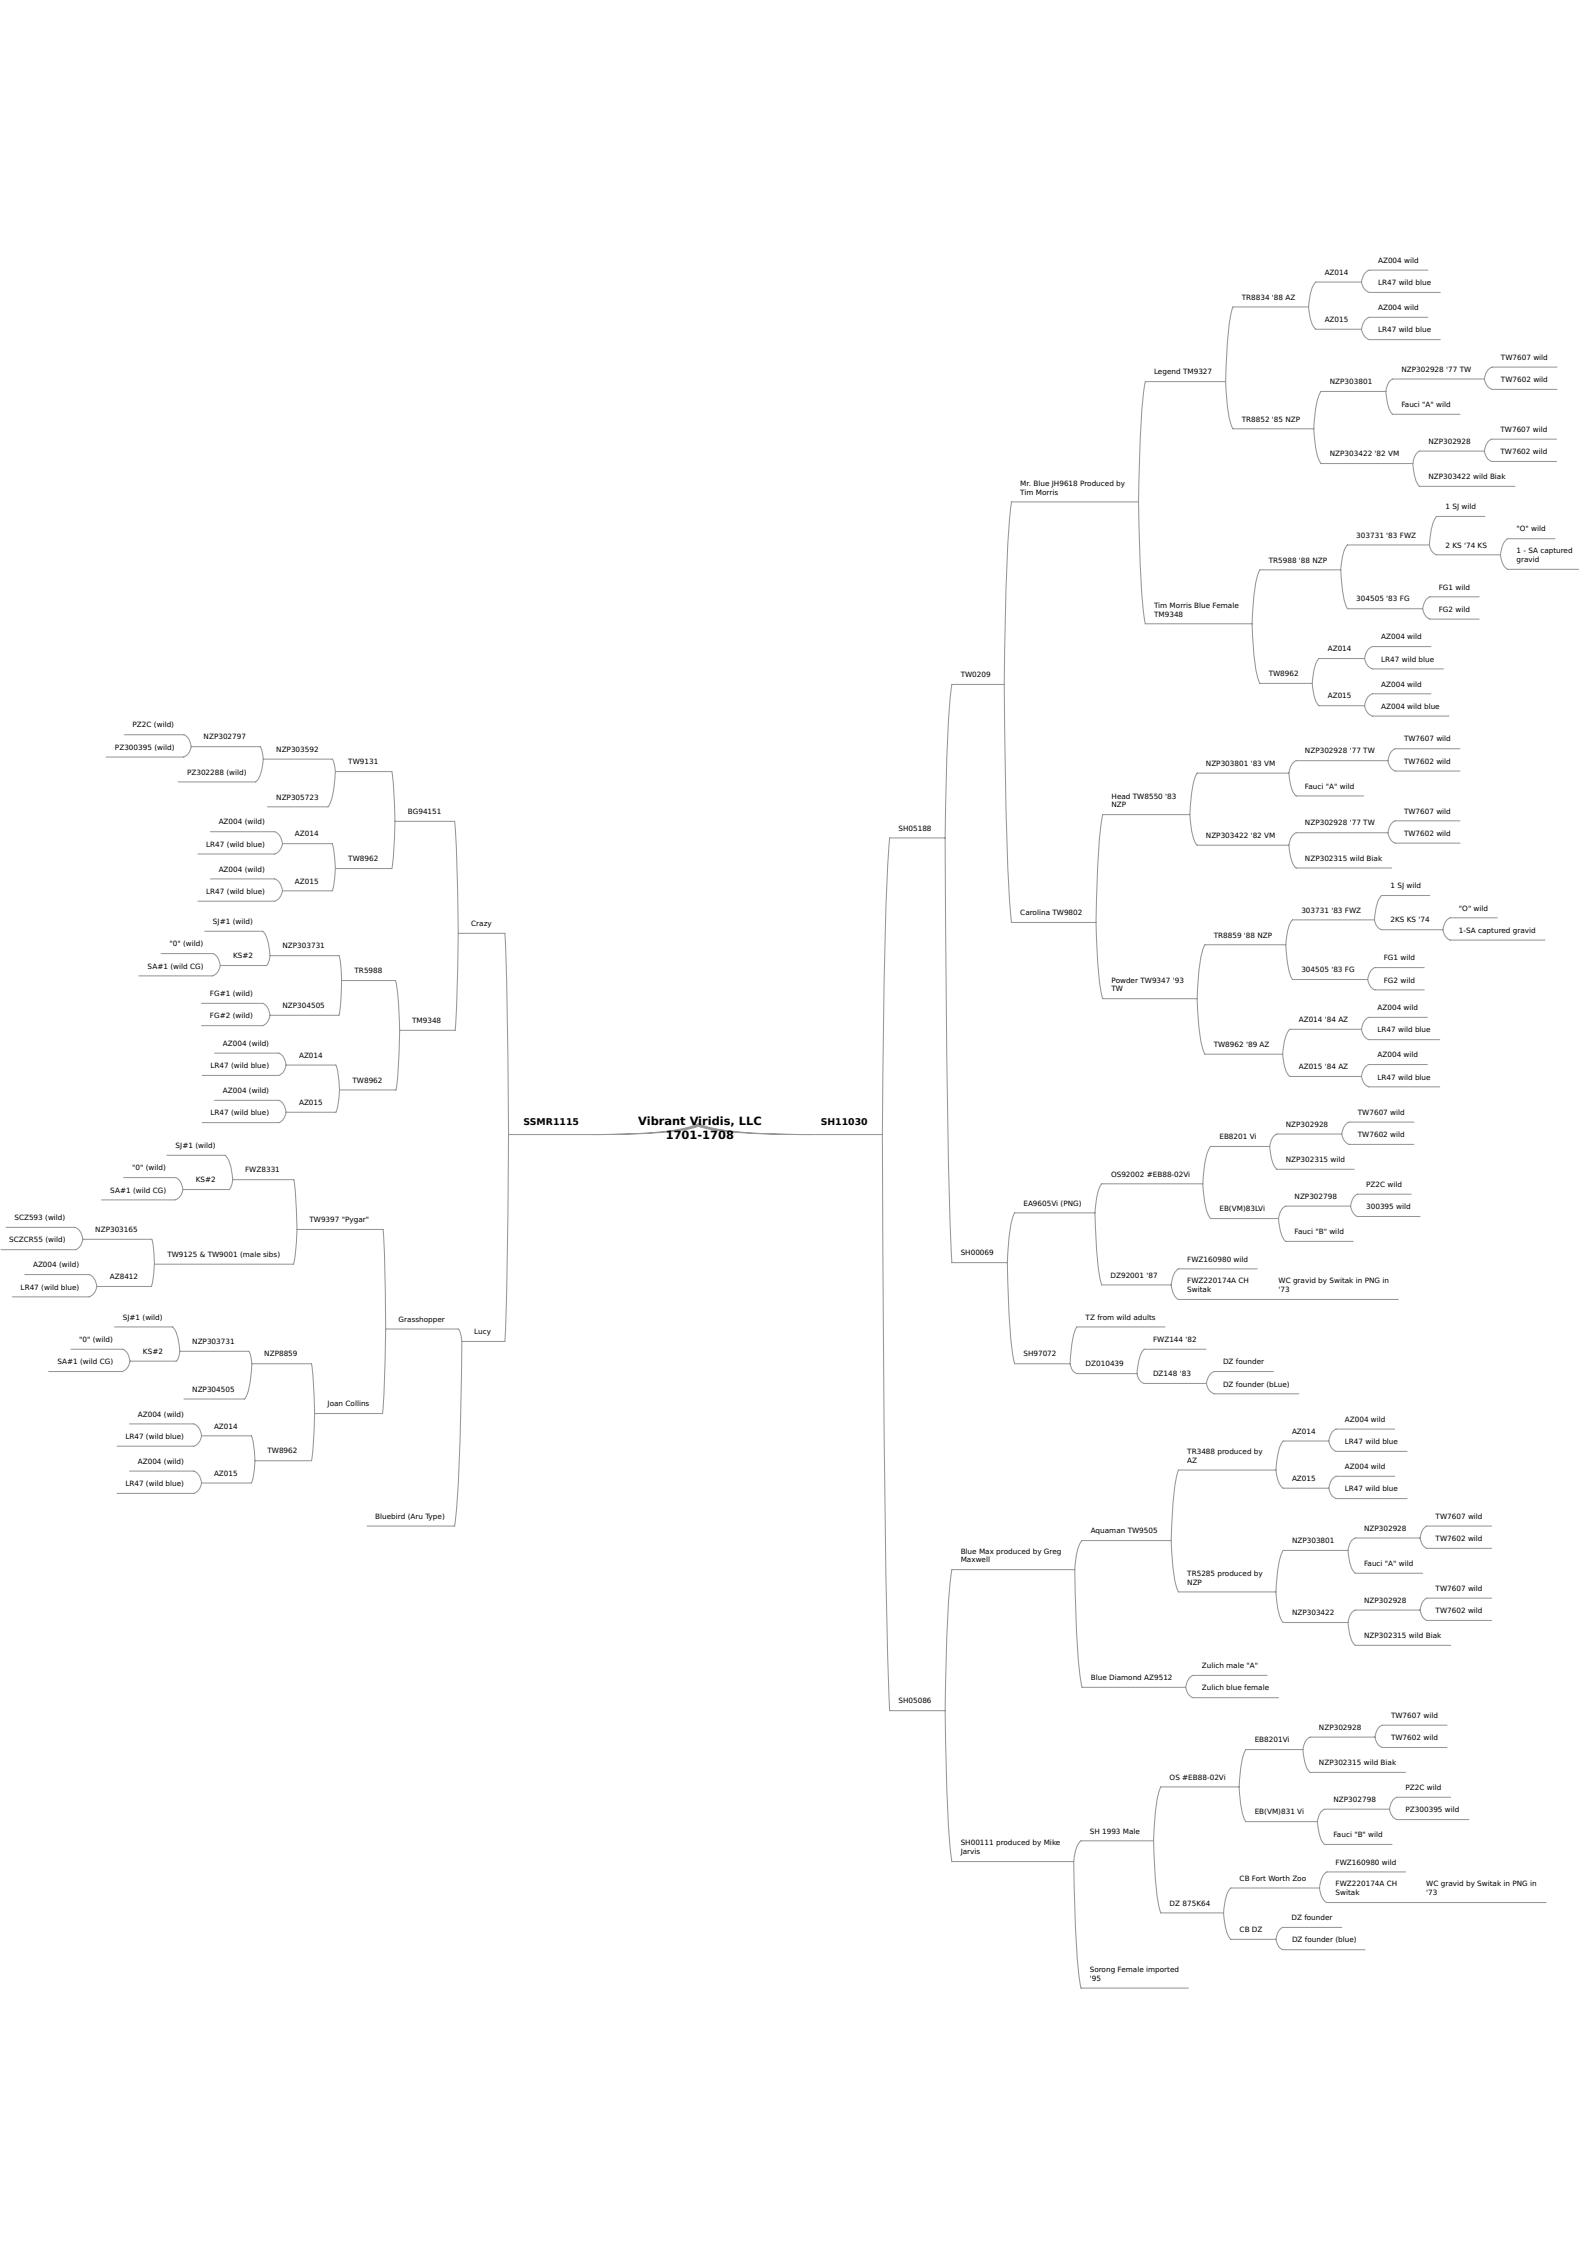 Vibrant Viridis, LLC
1701-1708
SSMR1115
Crazy
BG94151
TW9131
NZP303592
NZP302797
PZ2C (wild)
PZ300395 (wild)
PZ302288 (wild)
NZP305723
TW8962
AZ014
AZ004 (wild)
LR47 (wild blue)
AZ015
AZ004 (wild)
LR47 (wild blue)
TM9348
TR5988
NZP303731
SJ#1 (wild)
KS#2
"0" (wild)
SA#1 (wild CG)
NZP304505
FG#1 (wild)
FG#2 (wild)
TW8962
AZ014
AZ004 (wild)
LR47 (wild blue)
AZ015
AZ004 (wild)
LR47 (wild blue)
Lucy
Grasshopper
TW9397 "Pygar"
FWZ8331
SJ#1 (wild)
KS#2
"0" (wild)
SA#1 (wild CG)
TW9125 & TW9001 (male sibs)
NZP303165
SCZ593 (wild)
SCZCR55 (wild)
AZ8412
AZ004 (wild)
LR47 (wild blue)
Joan Collins
NZP8859
NZP303731
SJ#1 (wild)
KS#2
"0" (wild)
SA#1 (wild CG)
NZP304505
TW8962
AZ014
AZ004 (wild)
LR47 (wild blue)
AZ015
AZ004 (wild)
LR47 (wild blue)
Bluebird (Aru Type)
SH11030
SH05188
TW0209
Mr. Blue JH9618 Produced by
Tim Morris
Legend TM9327
TR8834 '88 AZ
AZ014
AZ004 wild
LR47 wild blue
AZ015
AZ004 wild
LR47 wild blue
TR8852 '85 NZP
NZP303801
NZP302928 '77 TW
TW7607 wild
TW7602 wild
Fauci "A" wild
NZP303422 '82 VM
NZP302928
TW7607 wild
TW7602 wild
NZP303422 wild Biak
Tim Morris Blue Female
TM9348
TR5988 '88 NZP
303731 '83 FWZ
1 SJ wild
2 KS '74 KS
"O" wild
1 - SA captured
gravid
304505 '83 FG
FG1 wild
FG2 wild
TW8962
AZ014
AZ004 wild
LR47 wild blue
AZ015
AZ004 wild
AZ004 wild blue
Carolina TW9802
Head TW8550 '83
NZP
NZP303801 '83 VM
NZP302928 '77 TW
TW7607 wild
TW7602 wild
Fauci "A" wild
NZP303422 '82 VM
NZP302928 '77 TW
TW7607 wild
TW7602 wild
NZP302315 wild Biak
Powder TW9347 '93
TW
TR8859 '88 NZP
303731 '83 FWZ
1 SJ wild
2KS KS '74
"O" wild
1-SA captured gravid
304505 '83 FG
FG1 wild
FG2 wild
TW8962 '89 AZ
AZ014 '84 AZ
AZ004 wild
LR47 wild blue
AZ015 '84 AZ
AZ004 wild
LR47 wild blue
SH00069
EA9605Vi (PNG)
OS92002 #EB88-02Vi
EB8201 Vi
NZP302928
TW7607 wild
TW7602 wild
NZP302315 wild
EB(VM)83LVi
NZP302798
PZ2C wild
300395 wild
Fauci "B" wild
DZ92001 '87
FWZ160980 wild
FWZ220174A CH
Switak
WC gravid by Switak in PNG in
'73
SH97072
TZ from wild adults
DZ010439
FWZ144 '82
DZ148 '83
DZ founder
DZ founder (bLue)
SH05086
Blue Max produced by Greg
Maxwell
Aquaman TW9505
TR3488 produced by
AZ
AZ014
AZ004 wild
LR47 wild blue
AZ015
AZ004 wild
LR47 wild blue
TR5285 produced by
NZP
NZP303801
NZP302928
TW7607 wild
TW7602 wild
Fauci "A" wild
NZP303422
NZP302928
TW7607 wild
TW7602 wild
NZP302315 wild Biak
Blue Diamond AZ9512
Zulich male "A"
Zulich blue female
SH00111 produced by Mike
Jarvis
SH 1993 Male
OS #EB88-02Vi
EB8201Vi
NZP302928
TW7607 wild
TW7602 wild
NZP302315 wild Biak
EB(VM)831 Vi
NZP302798
PZ2C wild
PZ300395 wild
Fauci "B" wild
DZ 875K64
CB Fort Worth Zoo
FWZ160980 wild
FWZ220174A CH
Switak
WC gravid by Switak in PNG in
'73
CB DZ
DZ founder
DZ founder (blue)
Sorong Female imported
'95